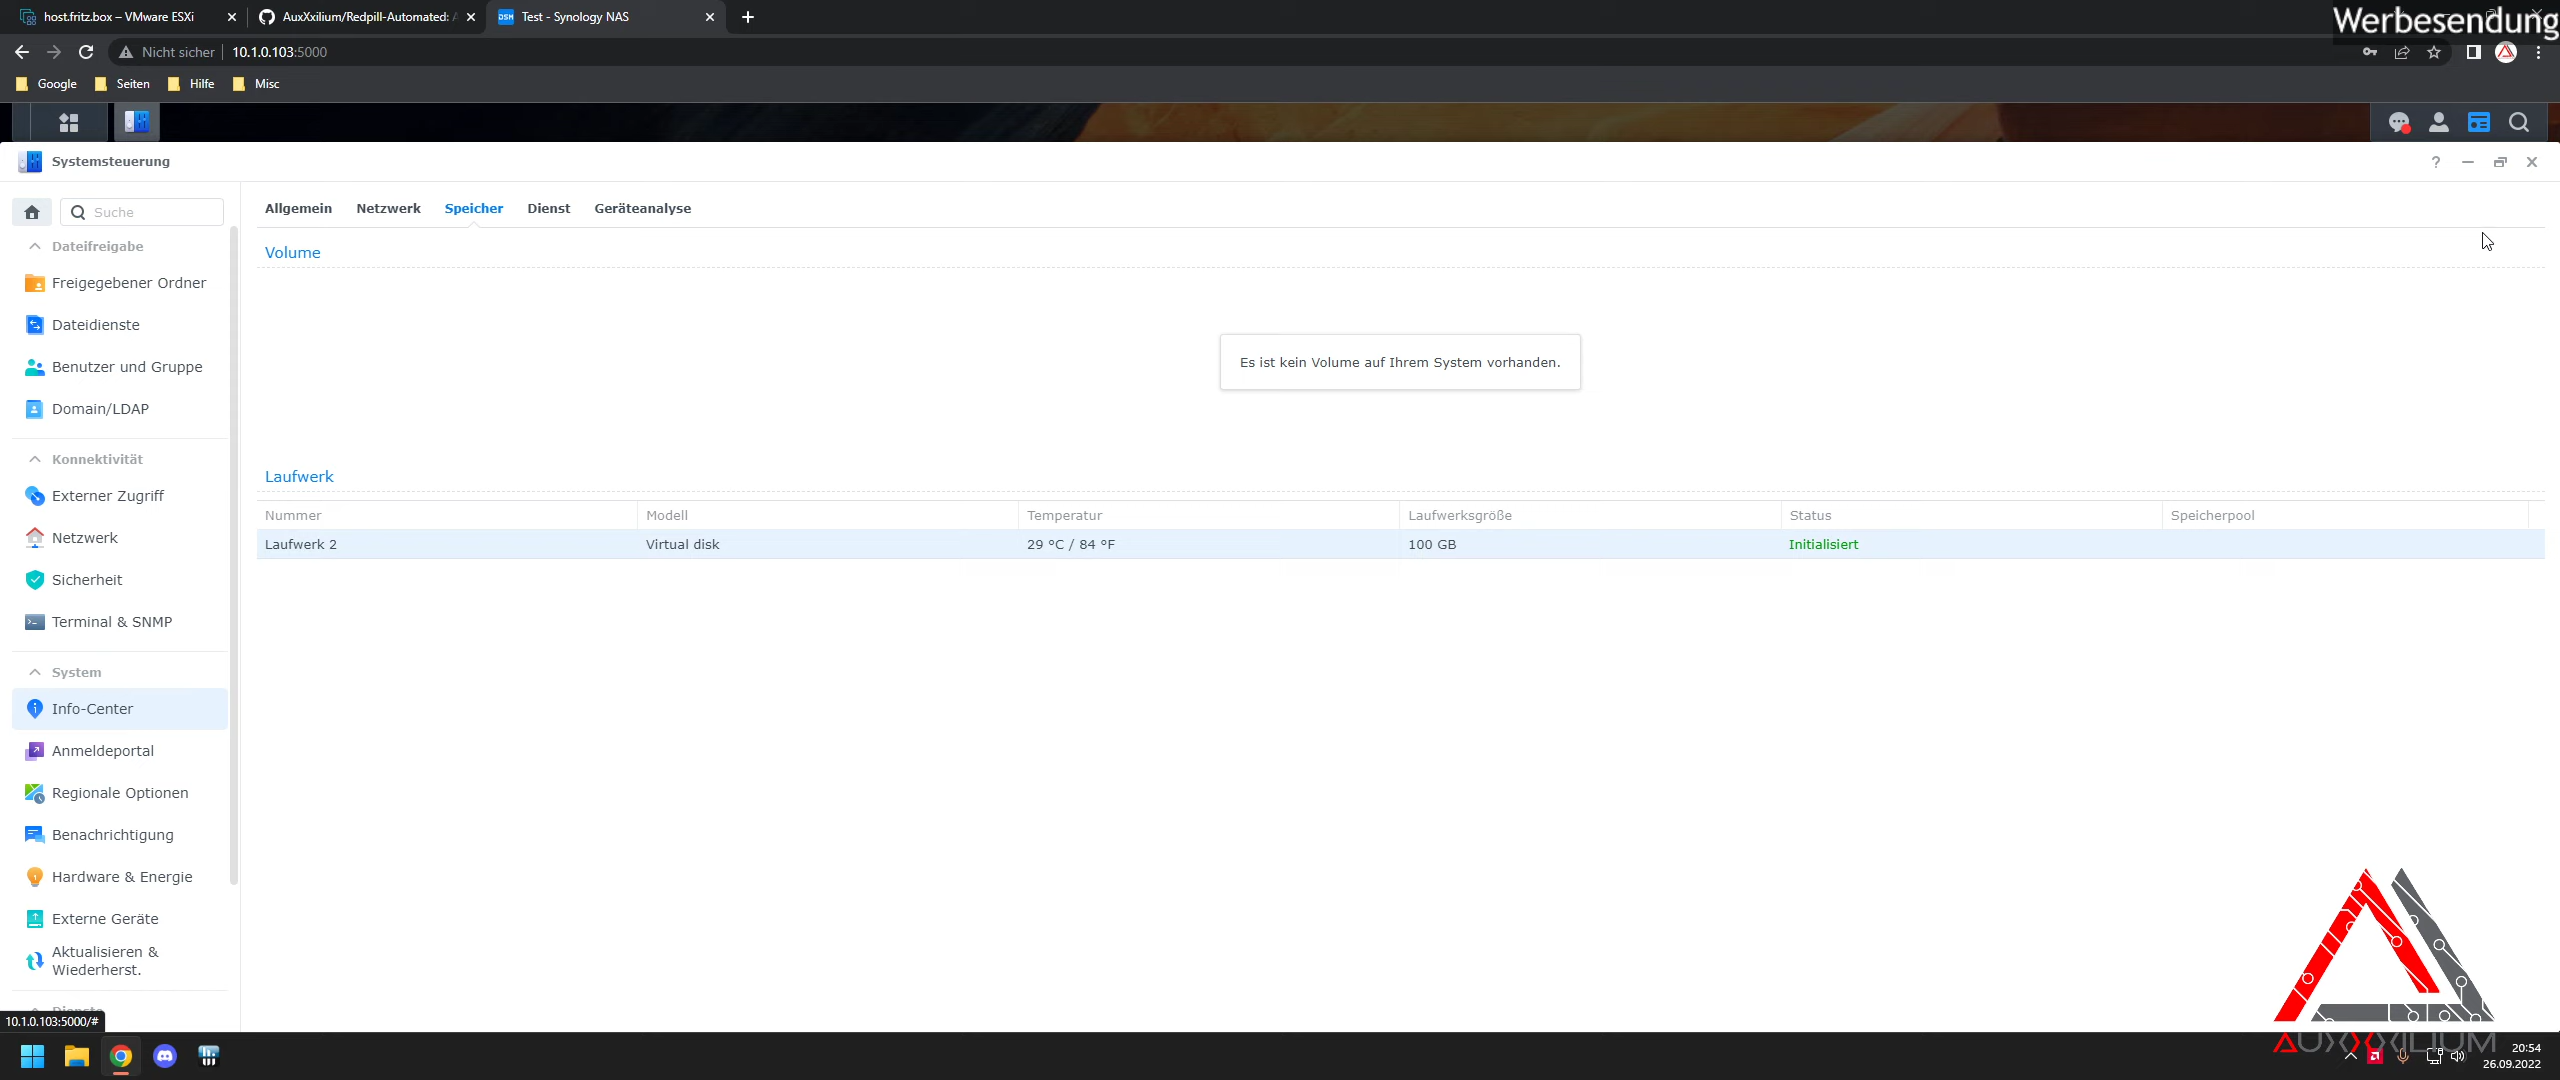 host.fritz.box – VMware ESXi
AuxXxilium/Redpill-Automated: A
DSM
Test - Synology NAS
Werbesendung
Nicht sicher
10.1.0.103:5000
Google
Seiten
Hilfe
Misc
Systemsteuerung
Suche
Allgemein
Netzwerk
Speicher
Dienst
Geräteanalyse
Dateifreigabe
Freigegebener Ordner
Dateidienste
Benutzer und Gruppe
Domain/LDAP
Konnektivität
Externer Zugriff
Netzwerk
Sicherheit
Terminal & SNMP
System
Info-Center
Anmeldeportal
Regionale Optionen
Benachrichtigung
Hardware & Energie
Externe Geräte
Aktualisieren &
Wiederherst.
Dienste
Volume
Es ist kein Volume auf Ihrem System vorhanden.
Laufwerk
Nummer
Modell
Temperatur
Laufwerksgröße
Status
Speicherpool
Laufwerk 2
Virtual disk
29 °C / 84 °F
100 GB
Initialisiert
10.1.0.103:5000/#
AUXXXILIUM
20:54
26.09.2022